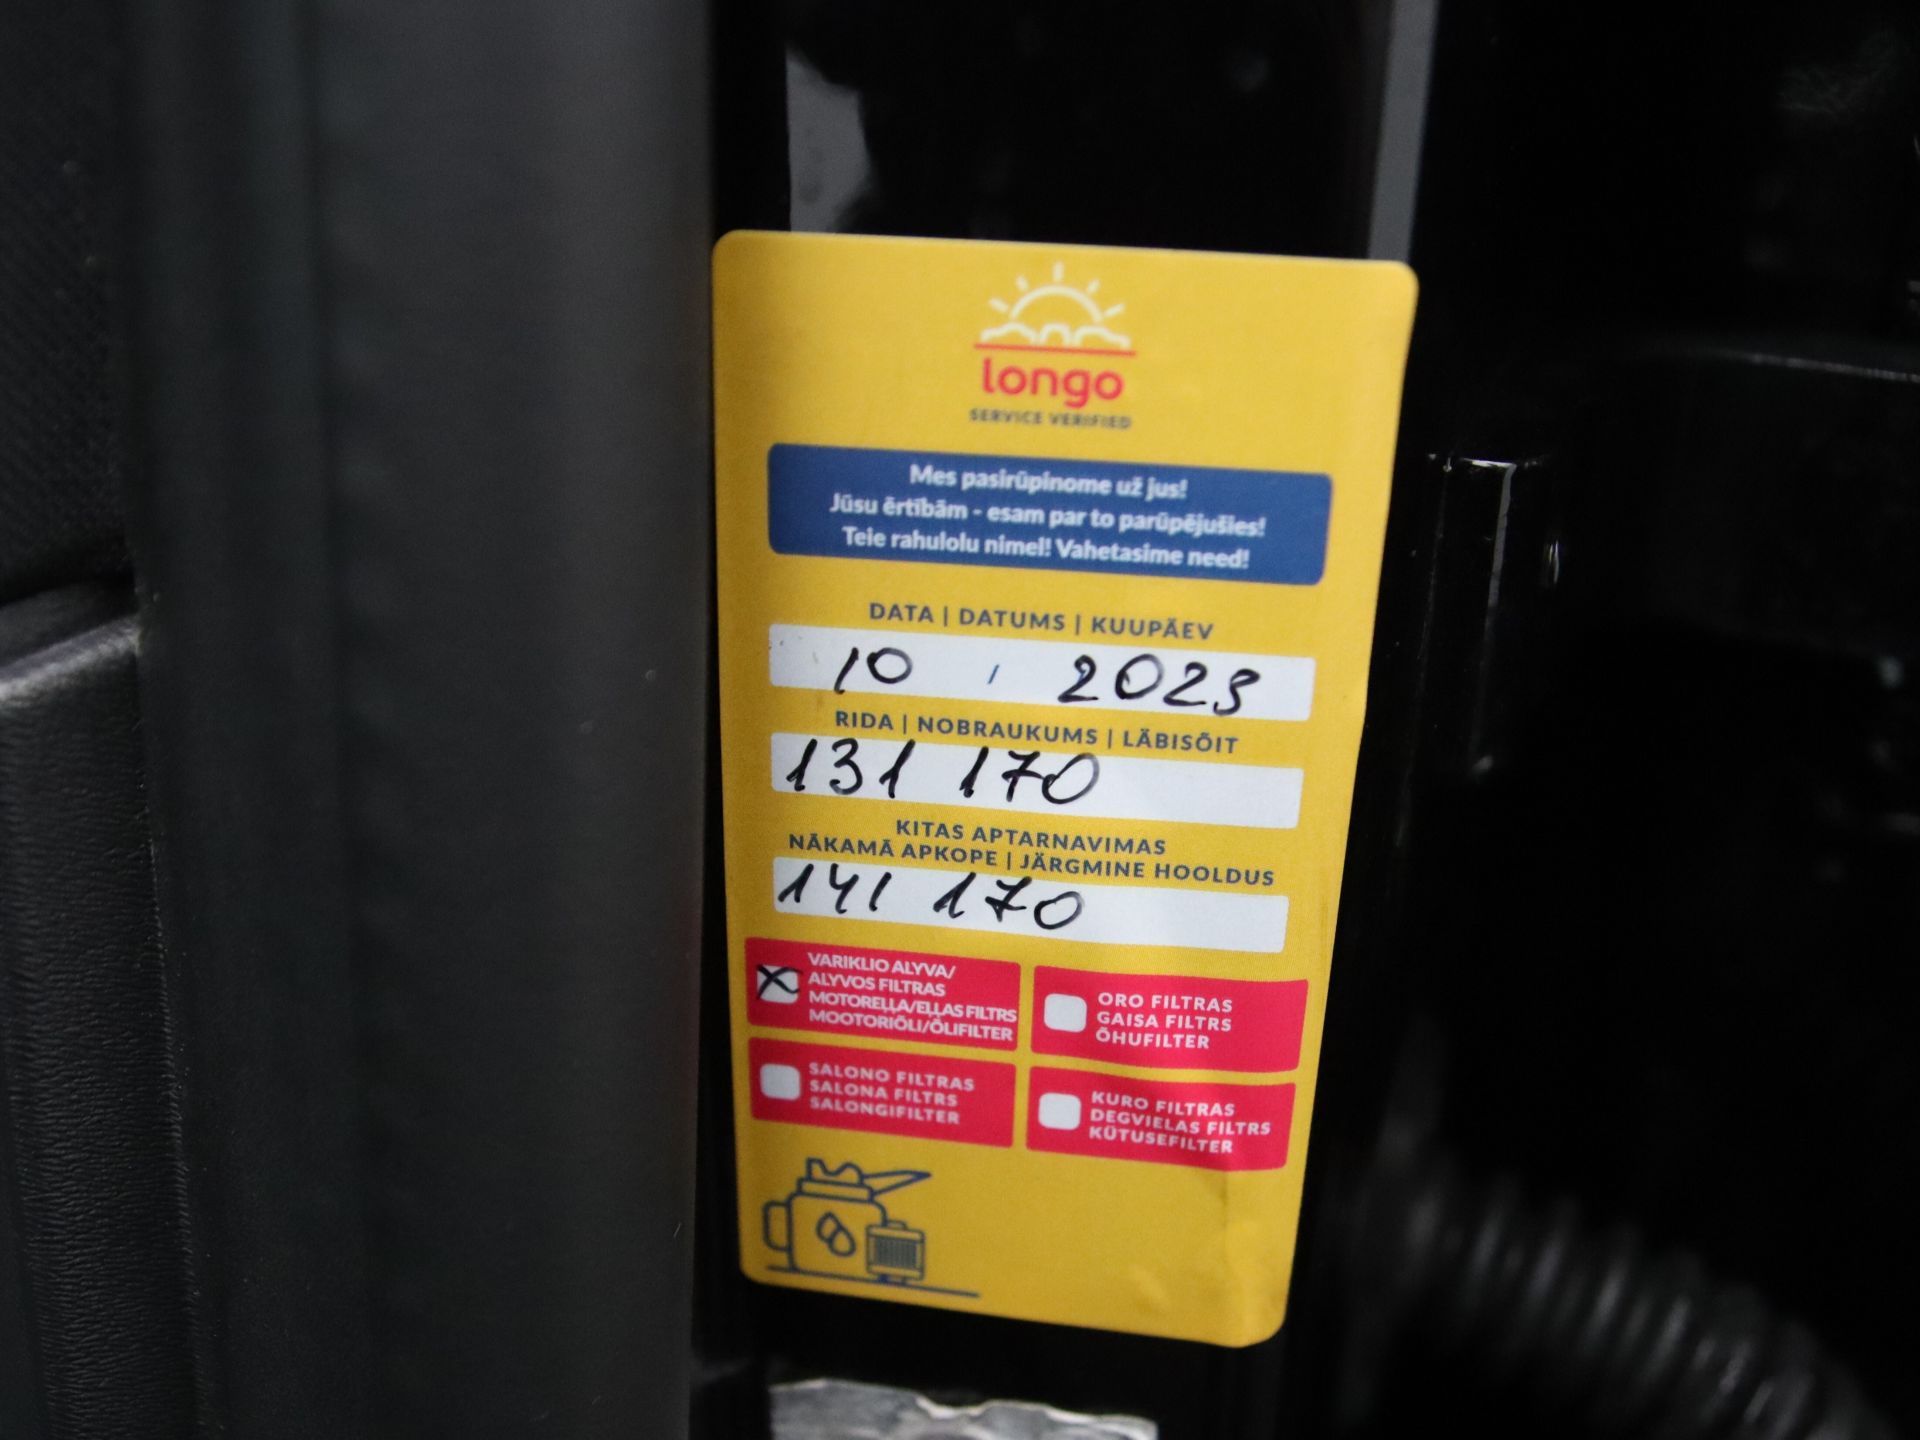 longo
SERVICE VERIFIED
Mes pasirūpinome už jus!
Jūsu ērtībām - esam par to parūpējušies!
Teie rahulolu nimel! Vahetasime need!
DATA | DATUMS | KUUPÄEV
10 , 2023
RIDA | NOBRAUKUMS | LÄBISÕIT
131 170
KITAS APTARNAVIMAS
NĀKAMĀ APKOPE | JÄRGMINE HOOLDUS
141 170
VARIKLIO ALYVA/
ALYVOS FILTRAS
MOTOREĻĻA/EĻĻAS FILTRS
MOOTORIÕLI/ÕLIFILTER
ORO FILTRAS
GAISA FILTRS
ÕHUFILTER
SALONO FILTRAS
SALONA FILTRS
SALONGIFILTER
KURO FILTRAS
DEGVIELAS FILTRS
KÜTUSEFILTER